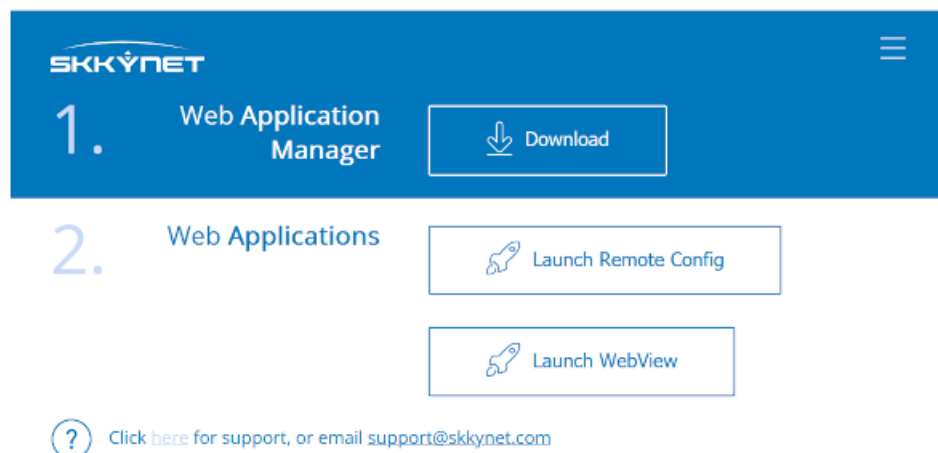 SKKYNET
1.
Web Application
Manager
Download
2.
Web Applications
Launch Remote Config
Launch WebView
? Click here for support, or email support@skkynet.com